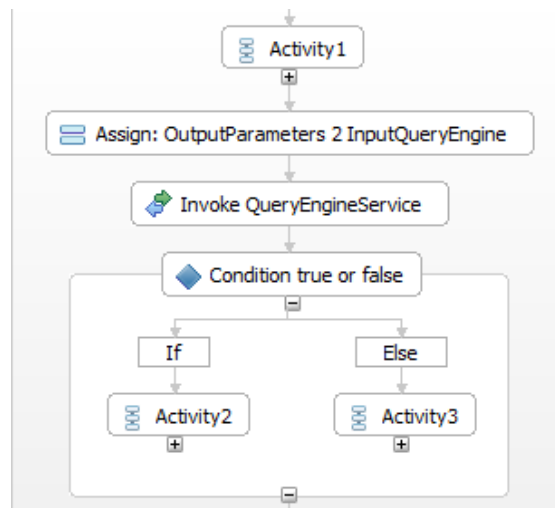 Activity1
Assign: OutputParameters 2 InputQueryEngine
Invoke QueryEngineService
Condition true or false
If
Else
Activity2
Activity3